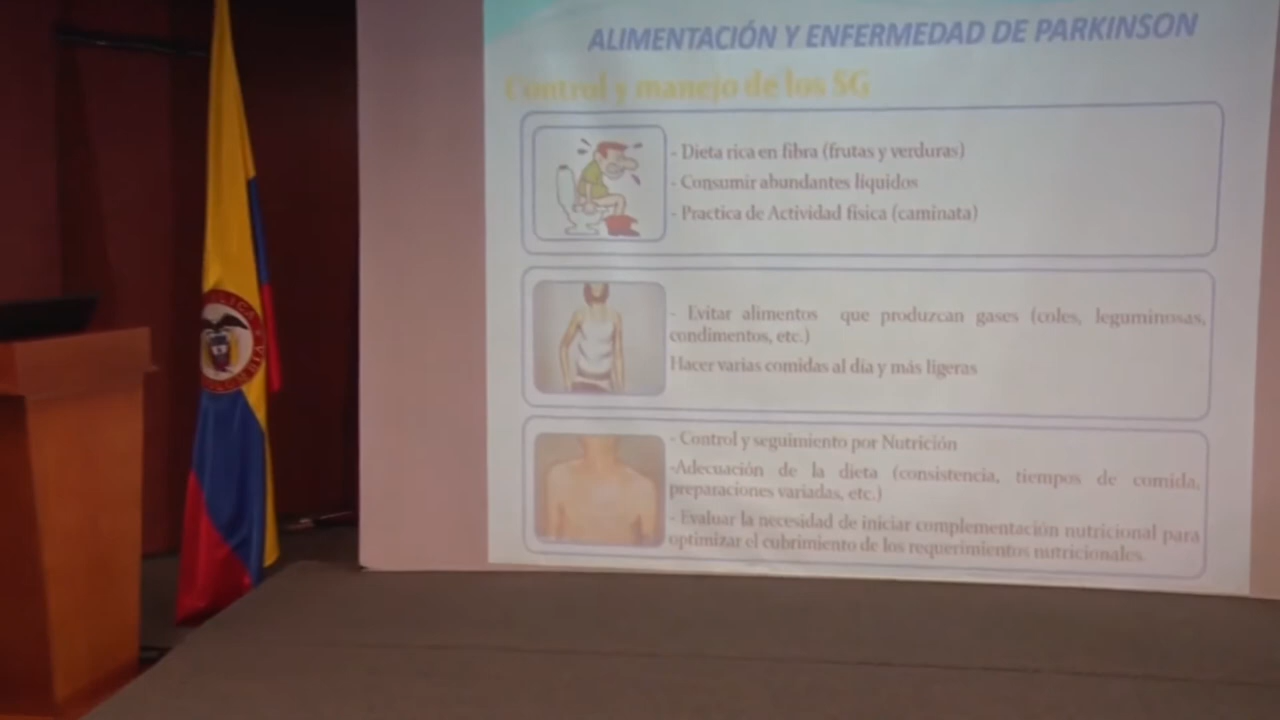 ALIMENTACIÓN Y ENFERMEDAD DE PARKINSON
Control y manejo de los SG
- Dieta rica en fibra (frutas y verduras)
- Consumir abundantes líquidos
- Practica de Actividad física (caminata)
- Evitar alimentos que produzcan gases (coles, leguminosas,
condimentos, etc.)
Hacer varias comidas al día y más ligeras
- Control y seguimiento por Nutrición
-Adecuación de la dieta (consistencia, tiempos de comida,
preparaciones variadas, etc.)
- Evaluar la necesidad de iniciar complementación nutricional para
optimizar el cubrimiento de los requerimientos nutricionales.